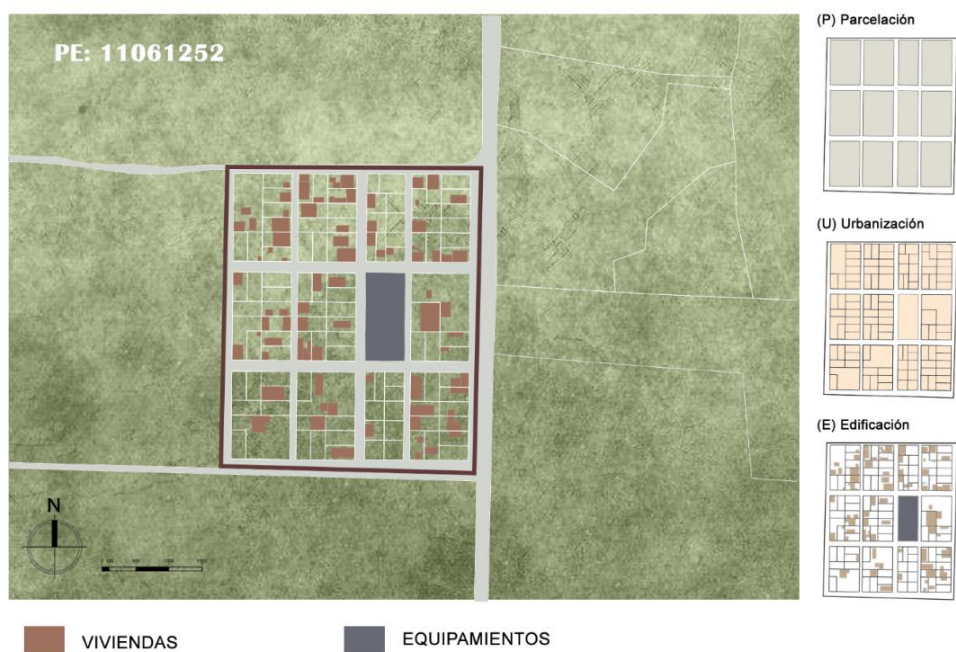 PE: 11061252
(P) Parcelación
(U) Urbanización
(E) Edificación
N
VIVIENDAS
EQUIPAMIENTOS